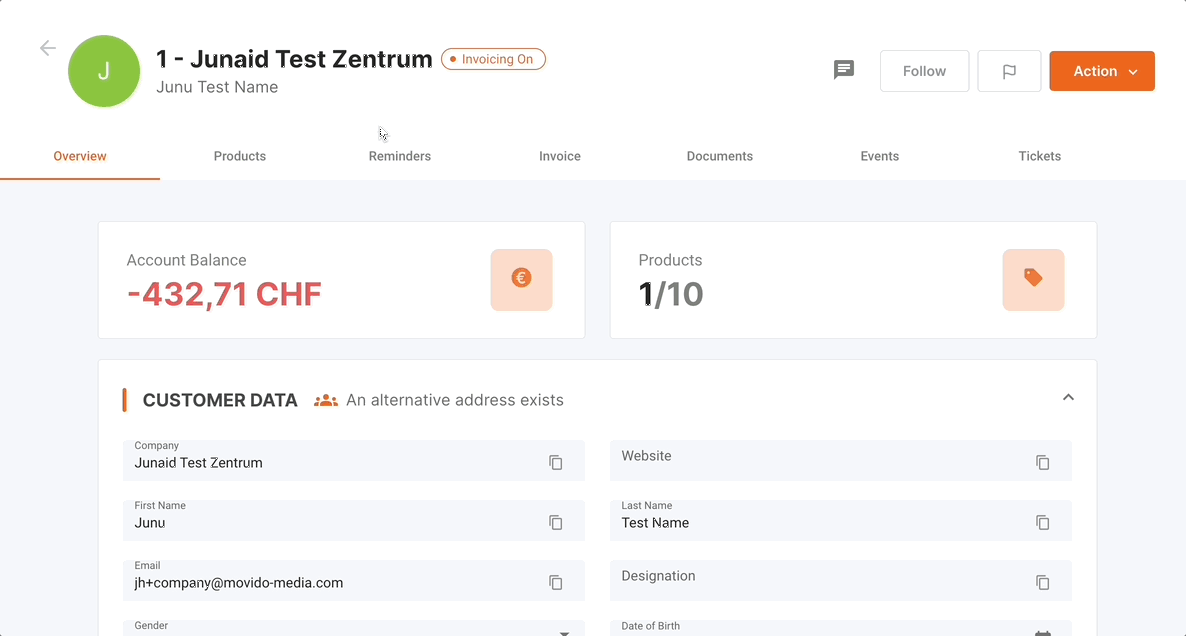 J
1 - Junaid Test Zentrum
Invoicing On
Junu Test Name
Follow
Action
Overview
Products
Reminders
Invoice
Documents
Events
Tickets
Account Balance
-432,71 CHF
€
Products
1/10
CUSTOMER DATA
An alternative address exists
Company
Junaid Test Zentrum
Website
First Name
Junu
Last Name
Test Name
Email
jh+company@movido-media.com
Designation
Gender
Date of Birth